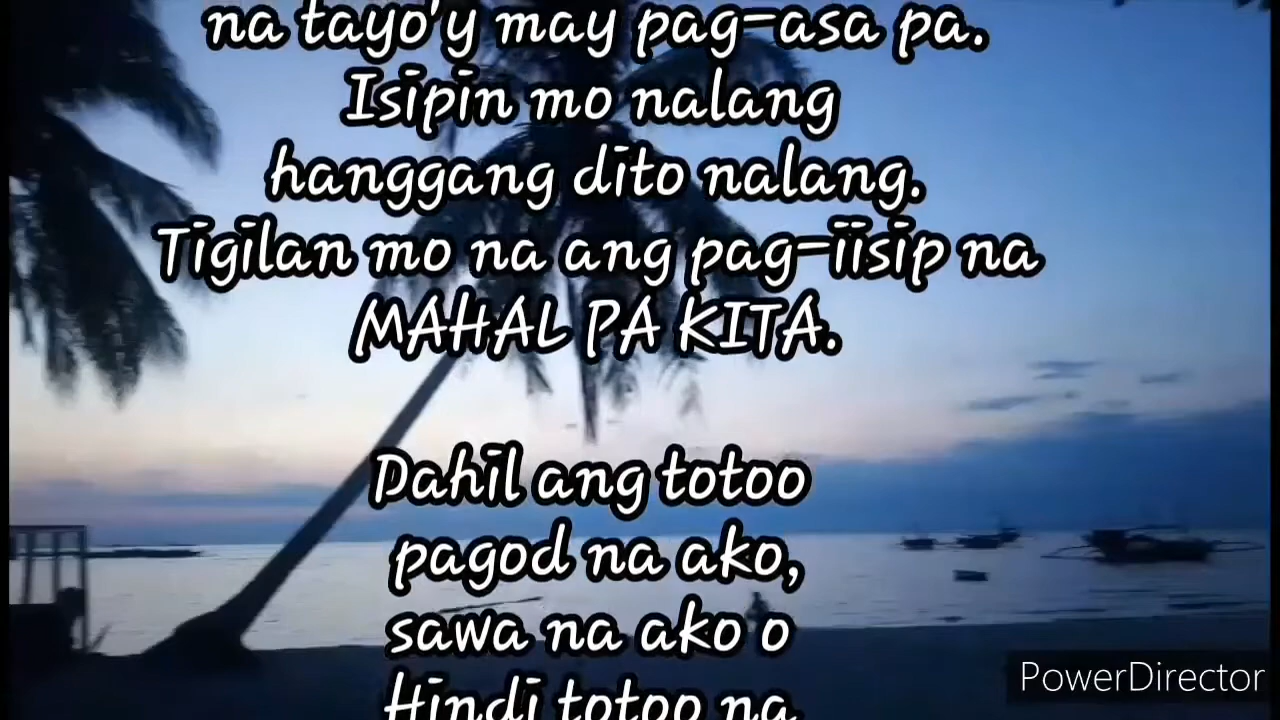 na tayo'y may pag-asa pa.
Isipin mo nalang
hanggang dito nalang.
Tigilan mo na ang pag-iisip na
MAHAL PA KITA.
Dahil ang totoo
pagod na ako,
sawa na ako o
Hindi totoo na
PowerDirector